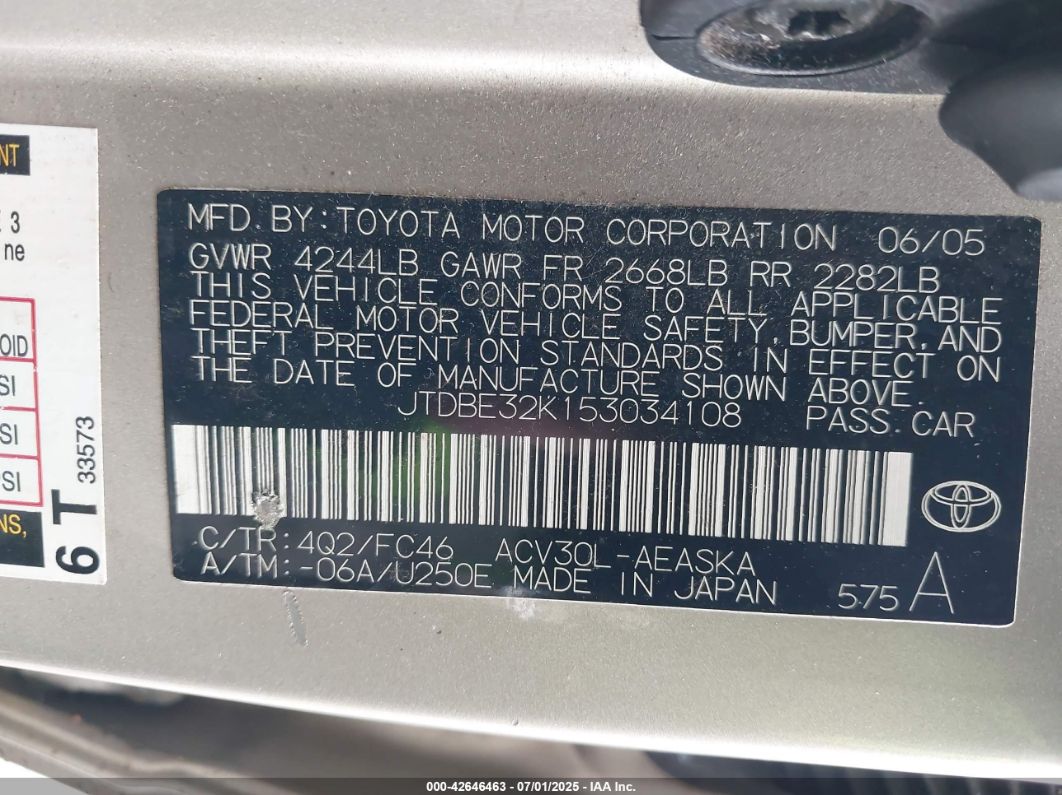 NT
E 3
ne
OID
SI
SI
PSI
NS,
6 T 33573
MFD. BY: TOYOTA MOTOR CORPORATION 06/05
GVWR 4244LB GAWR FR 2668LB RR 2282LB
THIS VEHICLE CONFORMS TO ALL APPLICABLE
FEDERAL MOTOR VEHICLE SAFETY, BUMPER, AND
THEFT PREVENTION STANDARDS IN EFFECT ON
THE DATE OF MANUFACTURE SHOWN ABOVE.
JTDBE32K153034108 PASS. CAR
C/TR: 4Q2/FC46 ACV30L-AEASKA
A/TM: -06A/U250E MADE IN JAPAN 575 A
000-42646463 - 07/01/2025 - IAA Inc.